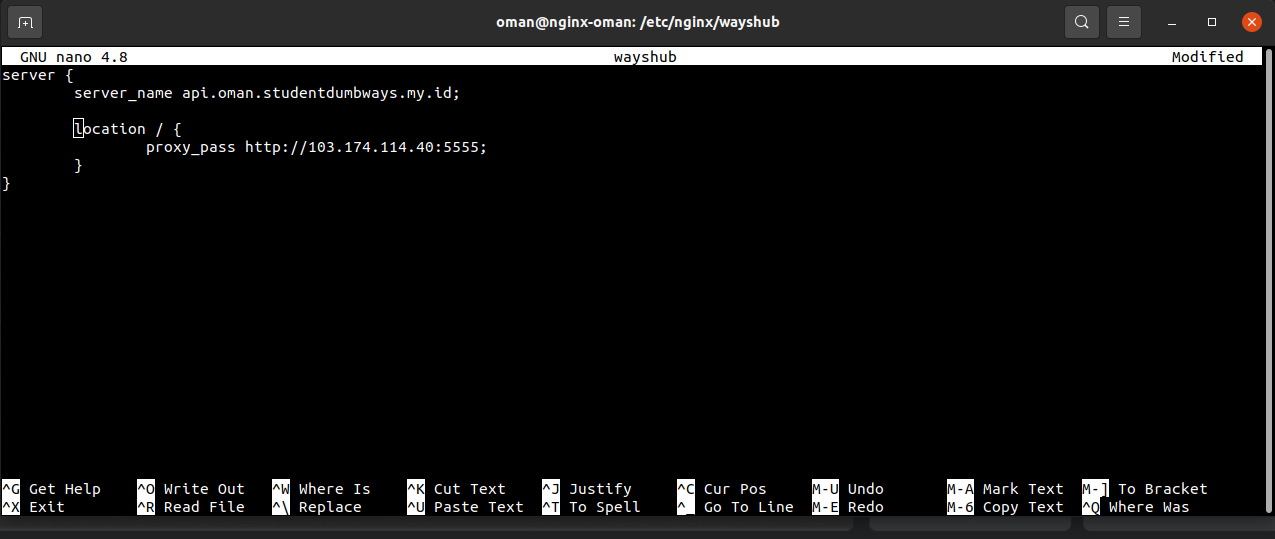 oman@nginx-oman: /etc/nginx/wayshub
GNU nano 4.8 wayshub Modified
server {
server_name api.oman.studentdumbways.my.id;
location / {
proxy_pass http://103.174.114.40:5555;
}
}
^G Get Help ^O Write Out ^W Where Is ^K Cut Text ^J Justify ^C Cur Pos M-U Undo M-A Mark Text M-] To Bracket
^X Exit ^R Read File ^\ Replace ^U Paste Text ^T To Spell ^_ Go To Line M-E Redo M-6 Copy Text ^Q Where Was